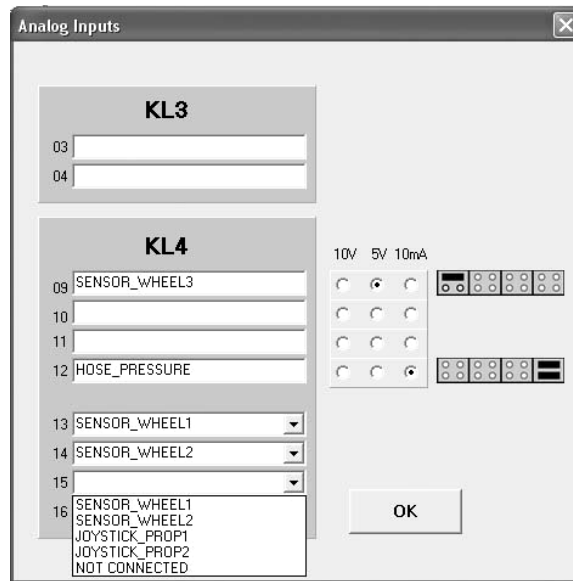 Analog Inputs
KL3
03
04
KL4
10V 5V 10mA
09 SENSOR_WHEEL3
10
11
12 HOSE_PRESSURE
13 SENSOR_WHEEL1
14 SENSOR_WHEEL2
15
16
SENSOR_WHEEL1
SENSOR_WHEEL2
JOYSTICK_PROP1
JOYSTICK_PROP2
NOT CONNECTED
OK